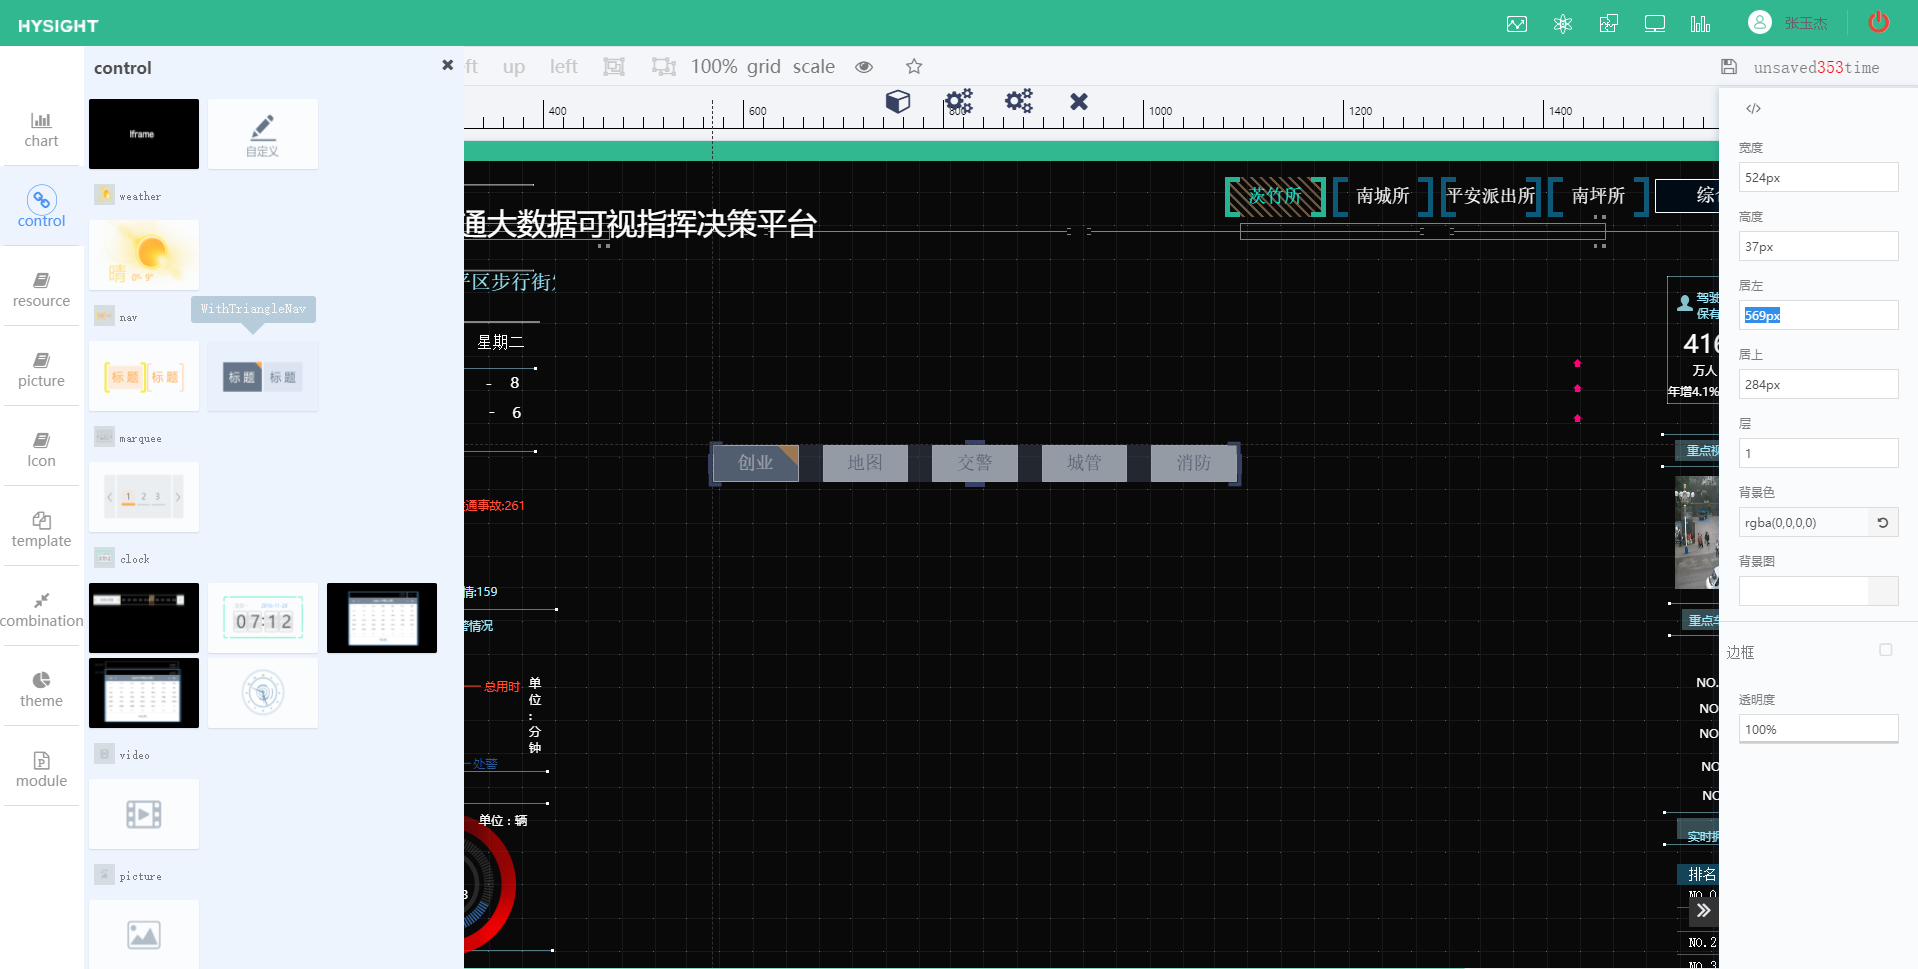 HYSIGHT
张玉杰
control
ft up left 100% grid scale
unsaved353time
400 600 800 1000 1200 1400
chart
control
resource
picture
Icon
template
combination
theme
module
Iframe
自定义
weather
晴 0° 9°
nav
WithTriangleNav
标题 标题
标题 标题
marquee
1 2 3
clock
07:12
video
picture
通大数据可视指挥决策平台
茨竹所 南城所 平安派出所 南坪所 综
区步行街
星期二
- 8
- 6
创业 地图 交警 城管 消防
通事故:261
情:159
警情况
总用时
单位:分钟
处警
单位：辆
3
驾驶
保有
416
万人
年增4.1%
重点视
重点车
NO.
NO
NO
NO
NO
实时拥
排名
NO.2
NO.3
宽度
524px
高度
37px
居左
569px
居上
284px
层
1
背景色
rgba(0,0,0,0)
背景图
边框
透明度
100%